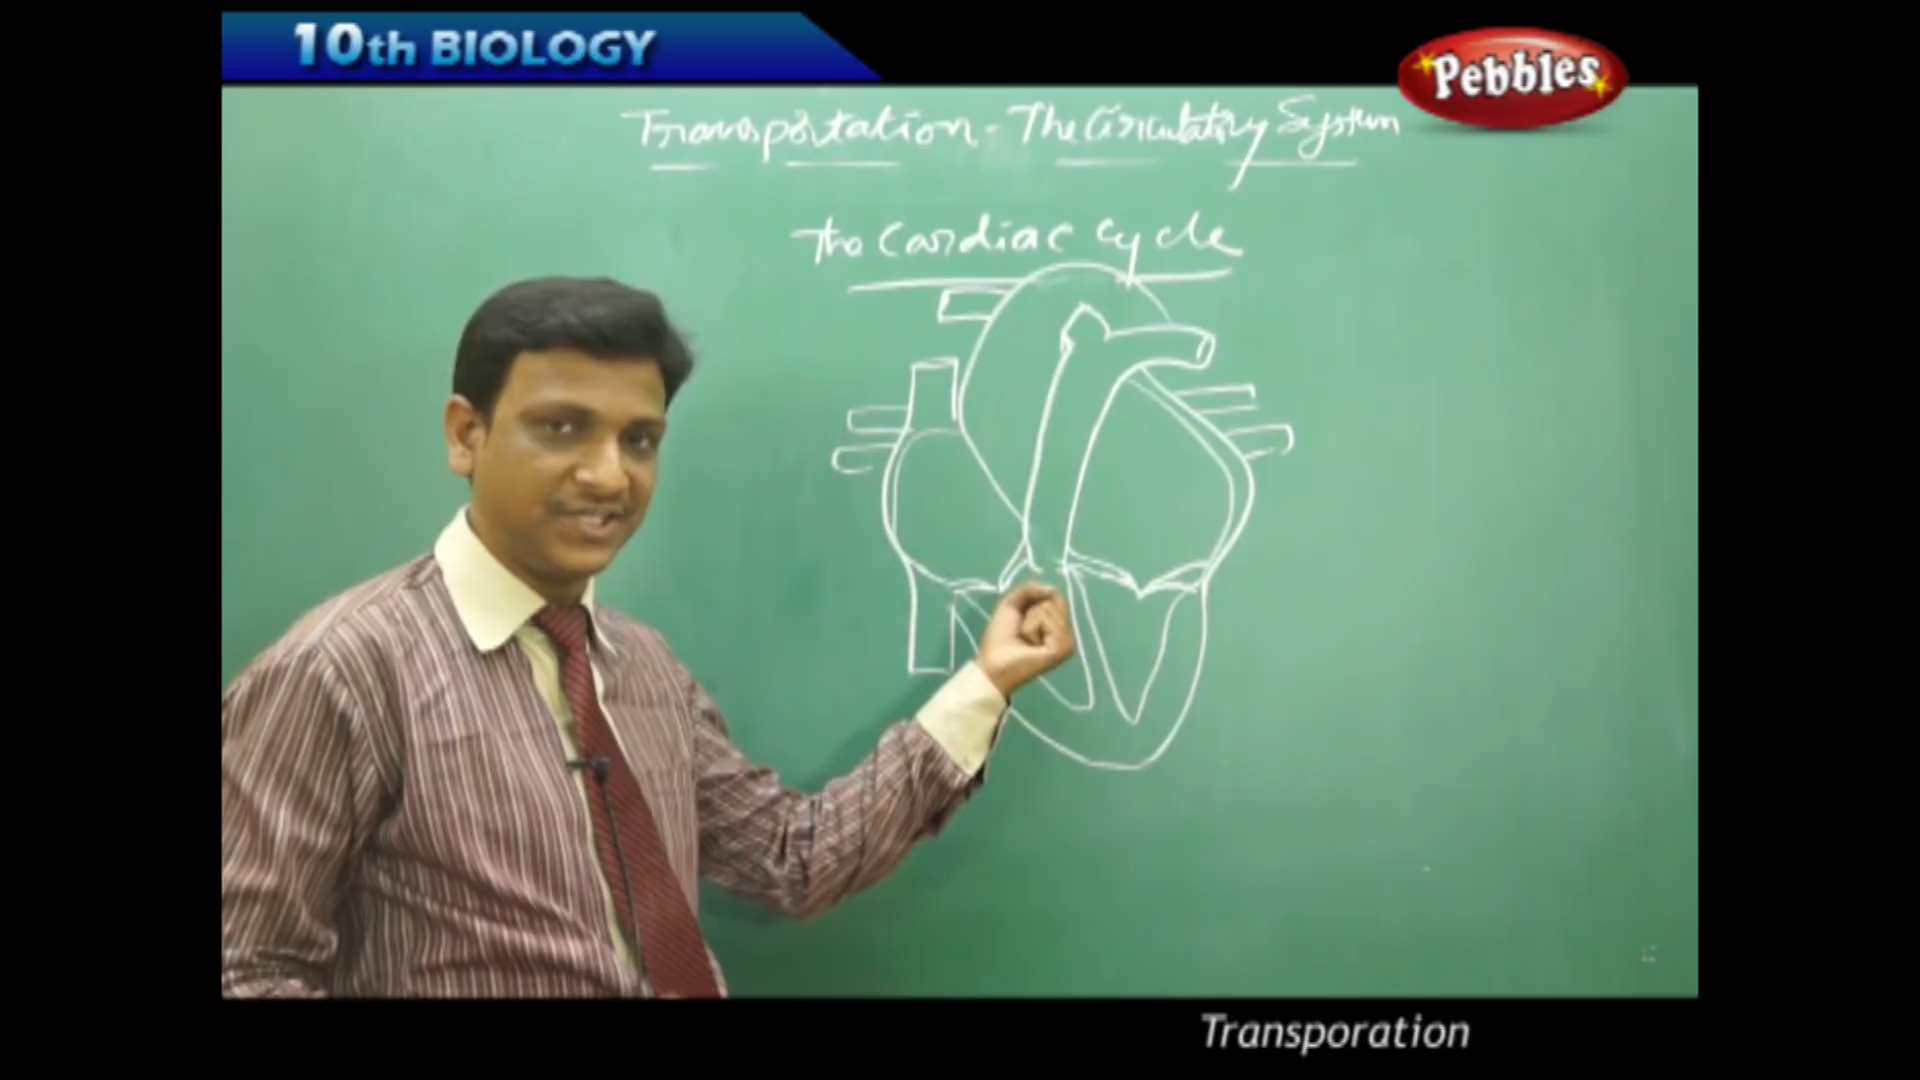 10th BIOLOGY
Pebbles
Transportation - The Circulatory System
The Cardiac Cycle
Transporation